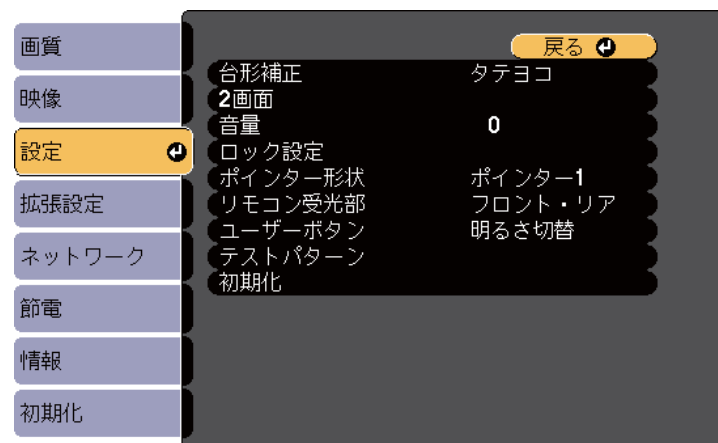 画質
映像
設定
拡張設定
ネットワーク
節電
情報
初期化
戻る
台形補正 タテヨコ
2画面
音量 0
ロック設定
ポインター形状 ポインター1
リモコン受光部 フロント・リア
ユーザーボタン 明るさ切替
テストパターン
初期化